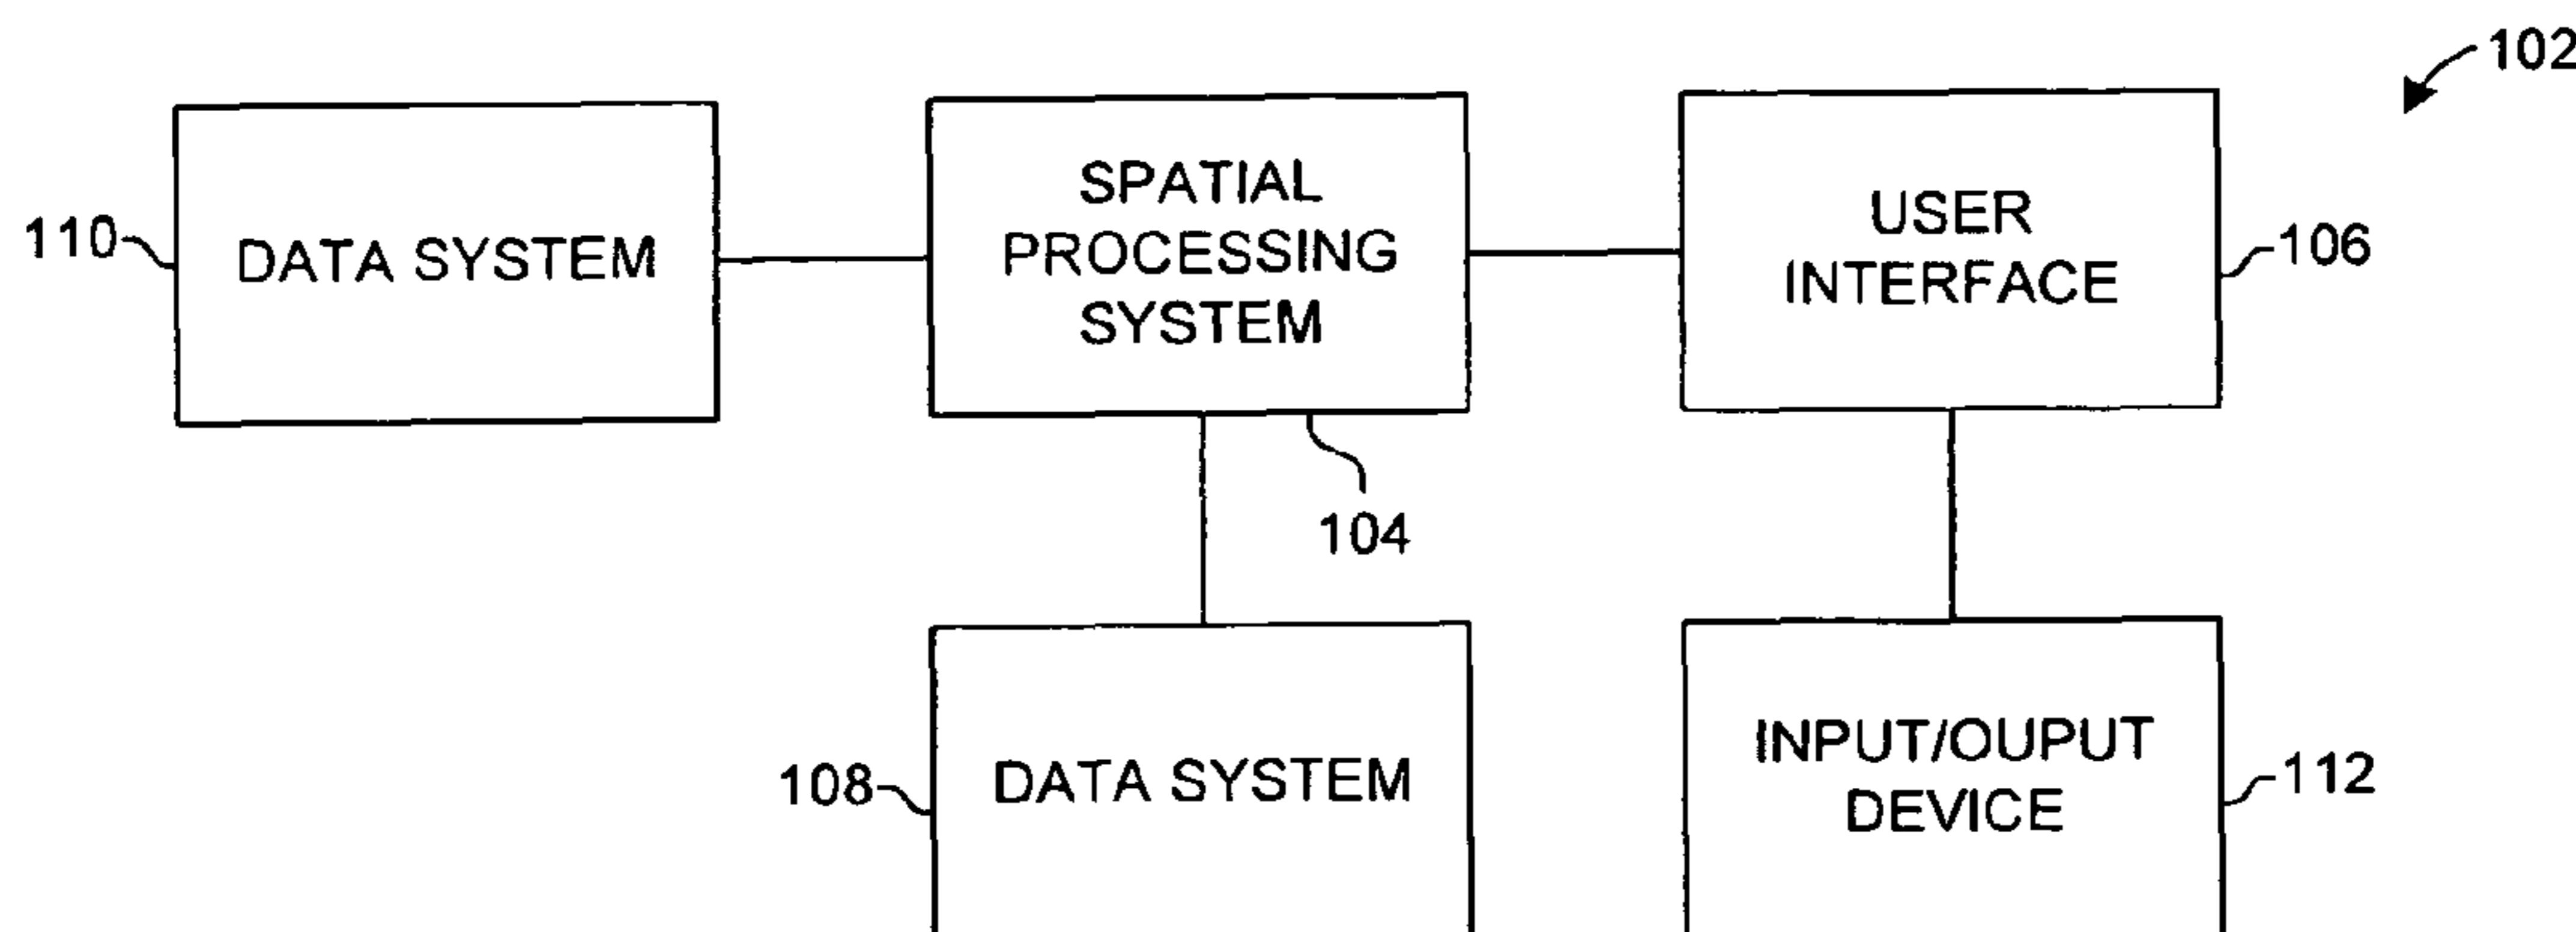 102
110
DATA SYSTEM
SPATIAL
PROCESSING
SYSTEM
104
USER
INTERFACE
106
108
DATA SYSTEM
INPUT/OUPUT
DEVICE
112